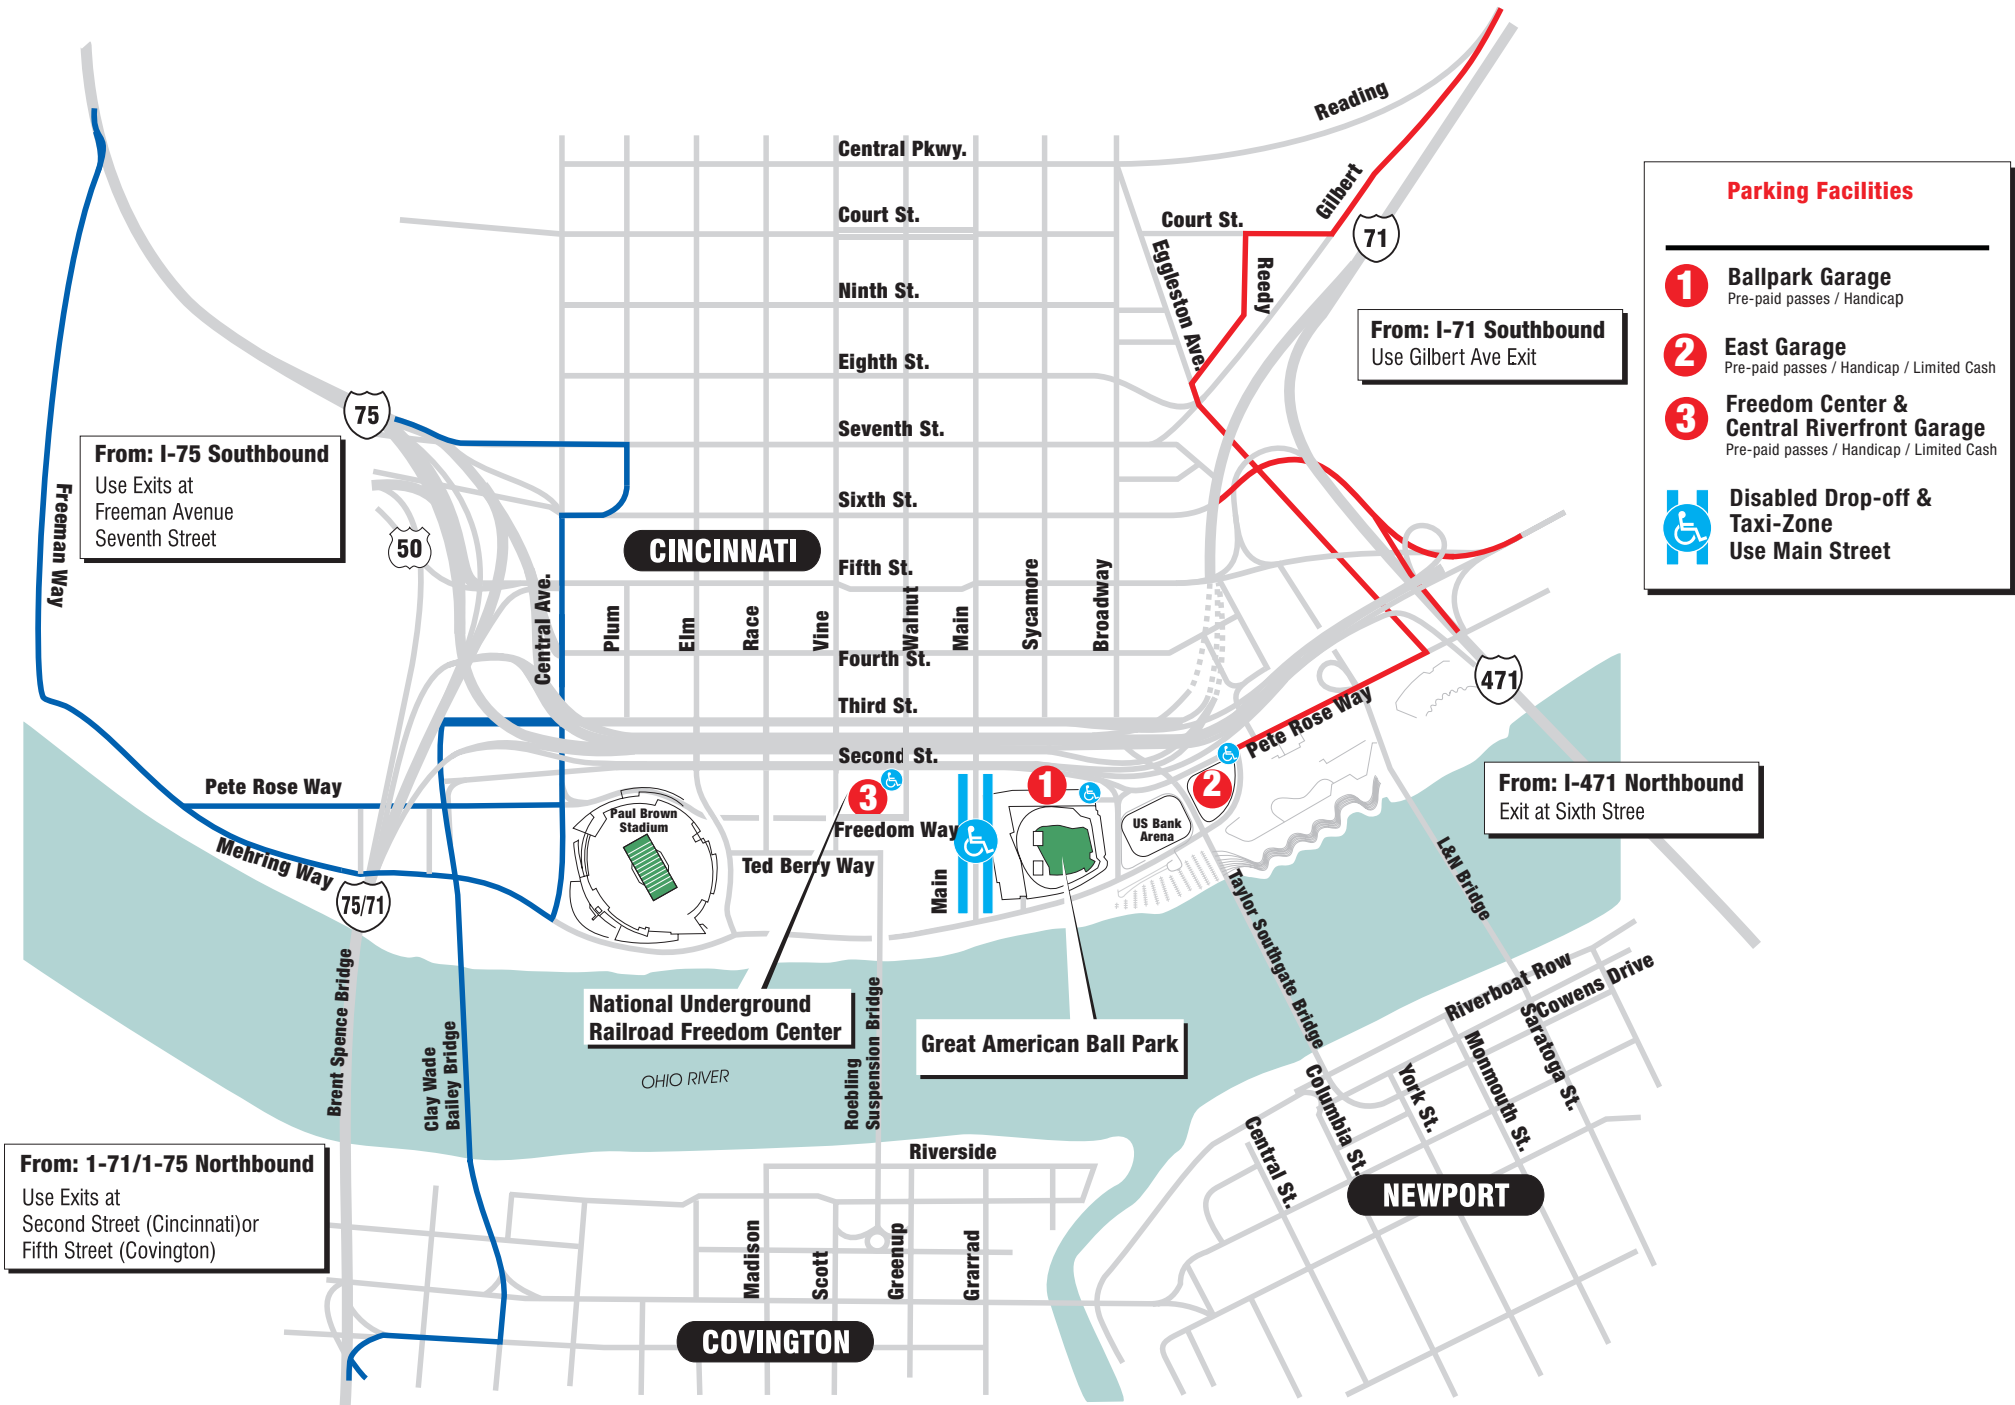 Reading
Central Pkwy.
Gilbert
Court St.
Court St.
71
Eggleston Ave.
Reedy
Ninth St.
Eighth St.
Seventh St.
Sixth St.
CINCINNATI
Fifth St.
Fourth St.
Third St.
Second St.
Central Ave.
Plum
Elm
Race
Vine
Walnut
Main
Sycamore
Broadway
Parking Facilities
1
Ballpark Garage
Pre-paid passes / Handicap
2
East Garage
Pre-paid passes / Handicap / Limited Cash
3
Freedom Center &
Central Riverfront Garage
Pre-paid passes / Handicap / Limited Cash
Disabled Drop-off &
Taxi-Zone
Use Main Street
From: I-71 Southbound
Use Gilbert Ave Exit
75
From: I-75 Southbound
Use Exits at
Freeman Avenue
Seventh Street
50
Freeman Way
471
Pete Rose Way
From: I-471 Northbound
Exit at Sixth Stree
Pete Rose Way
Mehring Way
75/71
Paul Brown
Stadium
3
1
2
US Bank
Arena
Freedom Way
Ted Berry Way
Main
Taylor Southgate Bridge
L&N Bridge
Brent Spence Bridge
Clay Wade
Bailey Bridge
National Underground
Railroad Freedom Center
Roebling
Suspension Bridge
Great American Ball Park
OHIO RIVER
Riverboat Row
Cowens Drive
Saratoga St.
Monmouth St.
York St.
Columbia St.
Central St.
NEWPORT
From: 1-71/1-75 Northbound
Use Exits at
Second Street (Cincinnati)or
Fifth Street (Covington)
Riverside
Madison
Scott
Greenup
Grarrad
COVINGTON